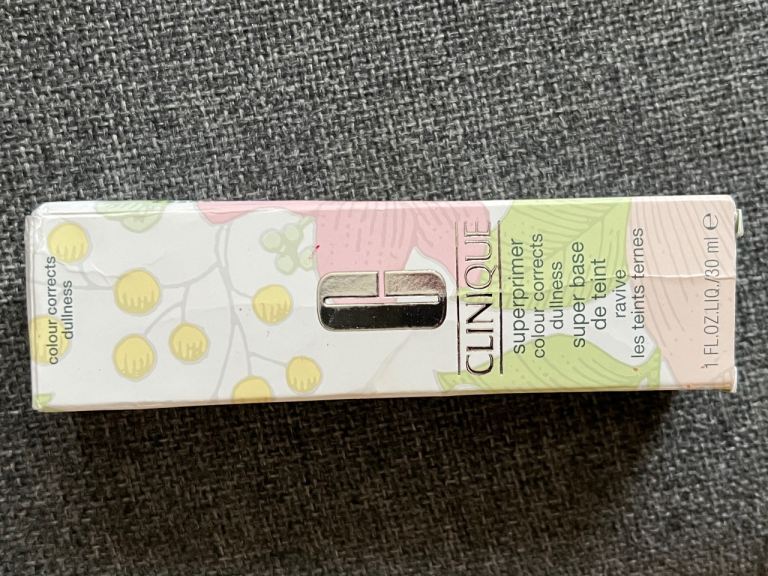 colour corrects
dullness
CLINIQUE
superprimer
colour corrects
dullness
super base
de teint
ravive
les teints ternes
1 FL.OZ.LIQ./30 ml ℮